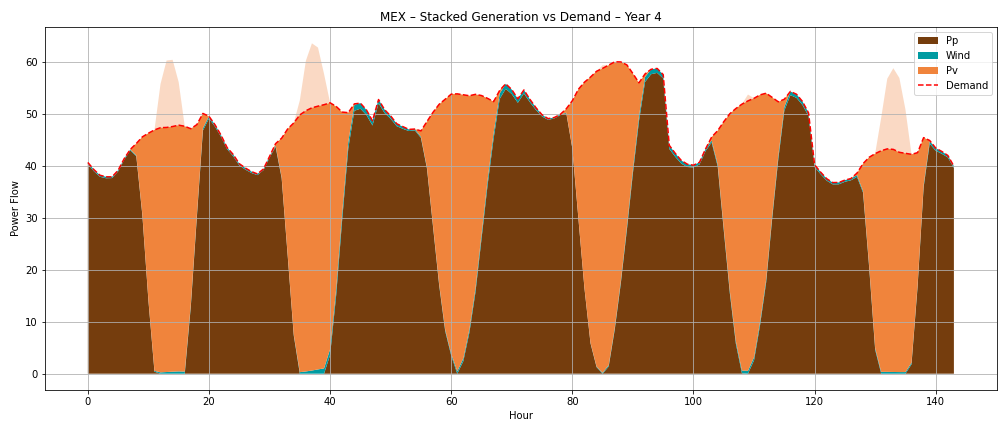 MEX – Stacked Generation vs Demand – Year 4
Pp
Wind
Pv
Demand
Power Flow
60
50
40
30
20
10
0
0 20 40 60 80 100 120 140
Hour